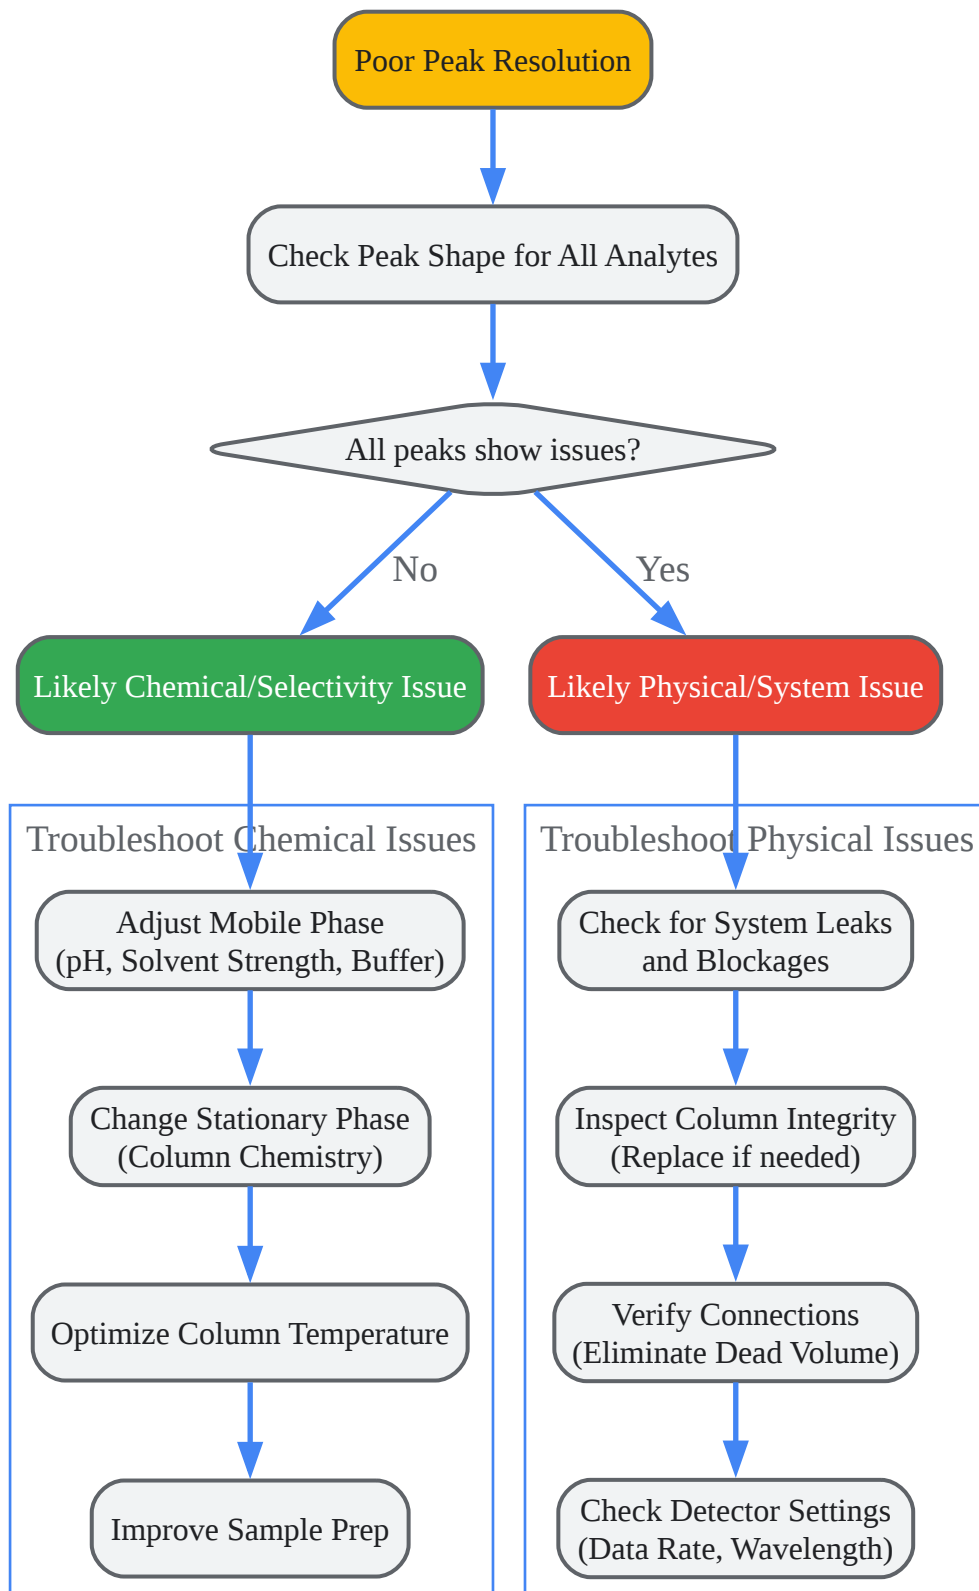 Poor Peak Resolution
Check Peak Shape for All Analytes
All peaks show issues?
No
Yes
Likely Chemical/Selectivity Issue
Likely Physical/System Issue
Troubleshoot Chemical Issues
Adjust Mobile Phase
(pH, Solvent Strength, Buffer)
Change Stationary Phase
(Column Chemistry)
Optimize Column Temperature
Improve Sample Prep
Troubleshoot Physical Issues
Check for System Leaks
and Blockages
Inspect Column Integrity
(Replace if needed)
Verify Connections
(Eliminate Dead Volume)
Check Detector Settings
(Data Rate, Wavelength)